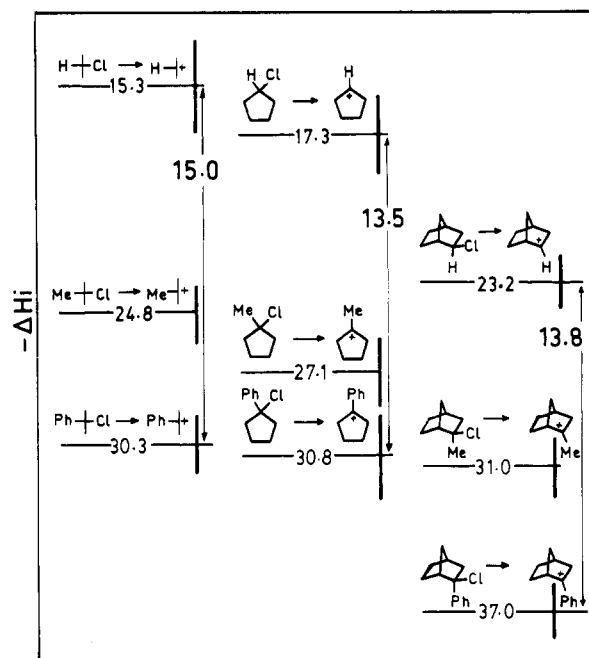 -ΔHi
H Cl → H +
15.3
15.0
Me Cl → Me +
24.8
Ph Cl → Ph +
30.3
H Cl → H +
17.3
13.5
Me Cl → Me +
27.1
Ph Cl → Ph +
30.8
Cl H → + H
23.2
13.8
Cl Me → + Me
31.0
Cl Ph → + Ph
37.0